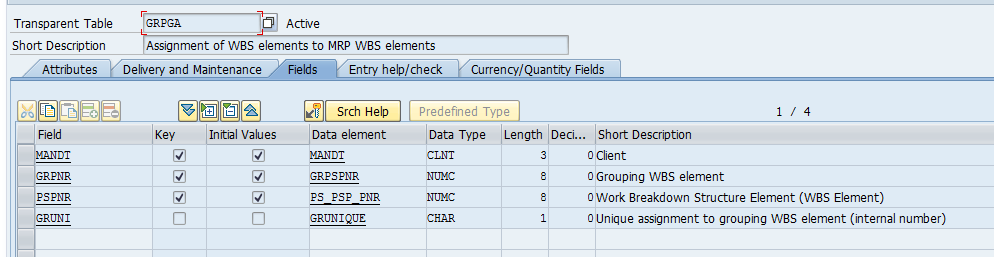 Transparent Table GRPGA Active
Short Description Assignment of WBS elements to MRP WBS elements
Attributes Delivery and Maintenance Fields Entry help/check Currency/Quantity Fields
Srch Help Predefined Type 1 / 4
Field Key Initial Values Data element Data Type Length Deci... Short Description
MANDT MANDT CLNT 3 0 Client
GRPNR GRPSPNR NUMC 8 0 Grouping WBS element
PSPNR PS_PSP_PNR NUMC 8 0 Work Breakdown Structure Element (WBS Element)
GRUNI GRUNIQUE CHAR 1 0 Unique assignment to grouping WBS element (internal number)